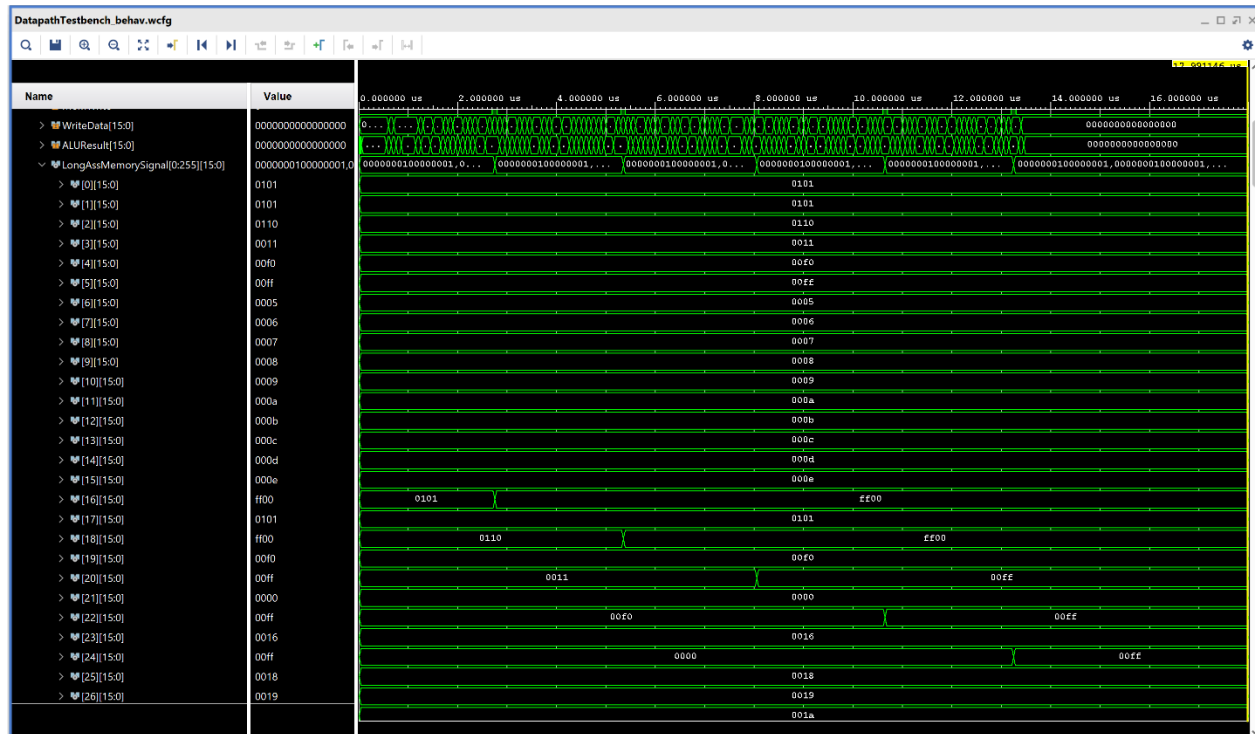 DatapathTestbench_behav.wcfg
17.991146 us
Name Value 0.000000 us 2.000000 us 4.000000 us 6.000000 us 8.000000 us 10.000000 us 12.000000 us 14.000000 us 16.000000 us
WriteData[15:0] 0000000000000000 0... ... 0000000000000000
ALUResult[15:0] 0000000000000000 ... 0000000000000000
LongAssMemorySignal[0:255][15:0] 0000000100000001,0 0000000100000001,0... 0000000100000001,... 0000000100000001,0... 0000000100000001,... 0000000100000001,... 0000000100000001,0000000100000001,...
[0][15:0] 0101 0101
[1][15:0] 0101 0101
[2][15:0] 0110 0110
[3][15:0] 0011 0011
[4][15:0] 00f0 00f0
[5][15:0] 00ff 00ff
[6][15:0] 0005 0005
[7][15:0] 0006 0006
[8][15:0] 0007 0007
[9][15:0] 0008 0008
[10][15:0] 0009 0009
[11][15:0] 000a 000a
[12][15:0] 000b 000b
[13][15:0] 000c 000c
[14][15:0] 000d 000d
[15][15:0] 000e 000e
[16][15:0] ff00 0101 ff00
[17][15:0] 0101 0101
[18][15:0] ff00 0110 ff00
[19][15:0] 00f0 00f0
[20][15:0] 00ff 0011 00ff
[21][15:0] 0000 0000
[22][15:0] 00ff 00f0 00ff
[23][15:0] 0016 0016
[24][15:0] 00ff 0000 00ff
[25][15:0] 0018 0018
[26][15:0] 0019 0019
001a